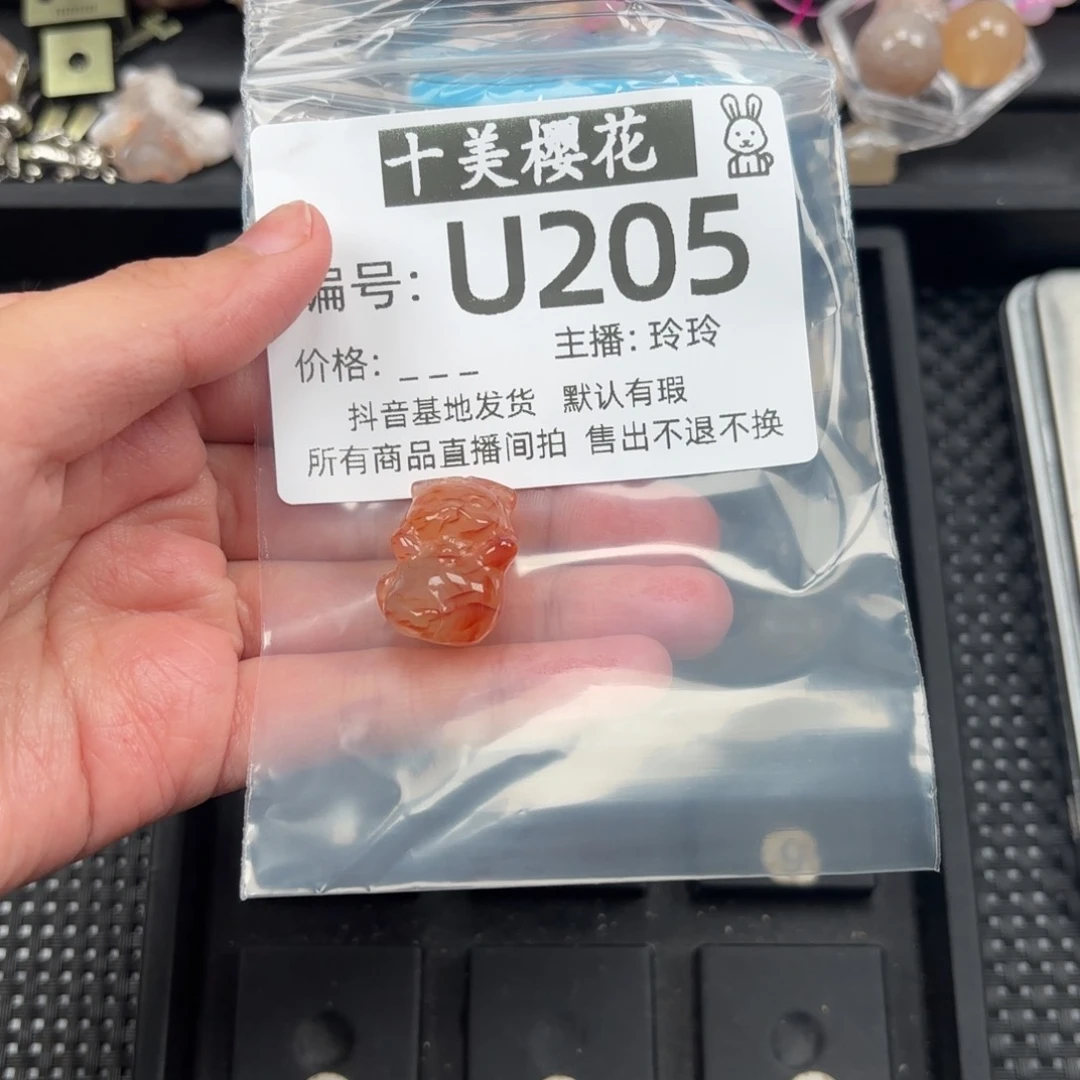 十美樱花
编号: U205
价格: _ _ _ 主播: 玲玲
抖音基地发货 默认有瑕
所有商品直播间拍 售出不退不换
9